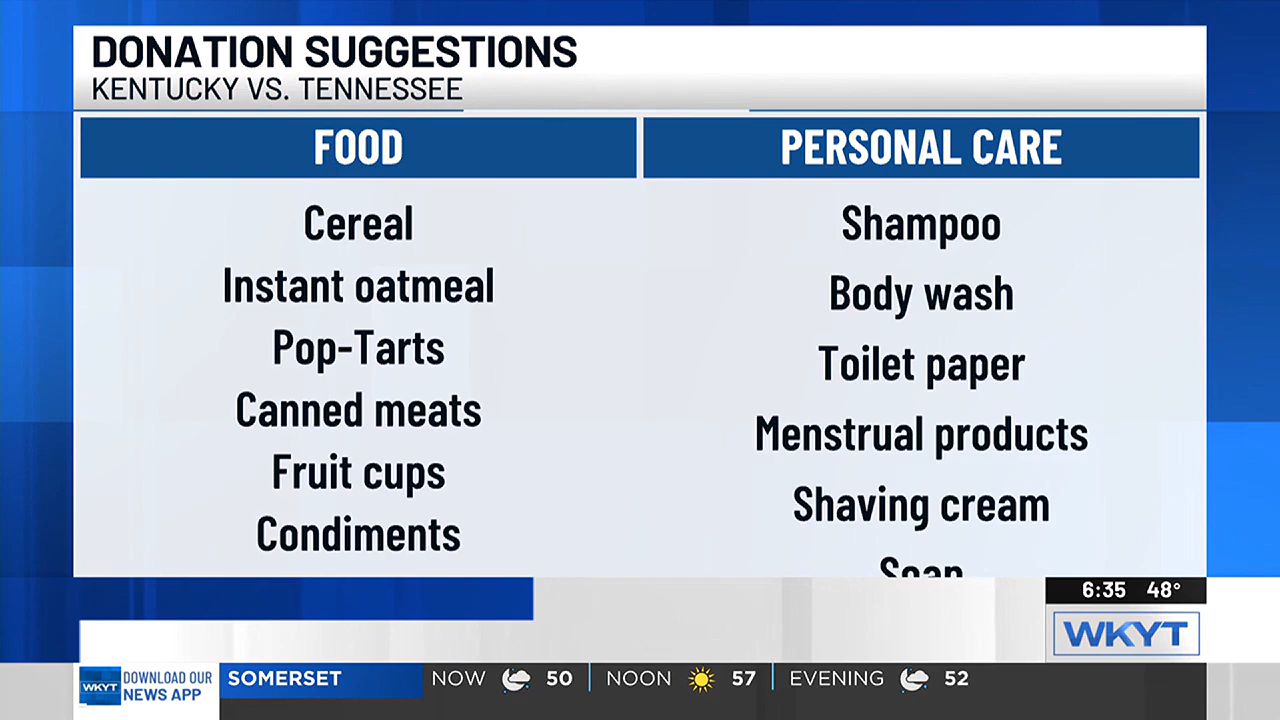 DONATION SUGGESTIONS
KENTUCKY VS. TENNESSEE
FOOD
Cereal
Instant oatmeal
Pop-Tarts
Canned meats
Fruit cups
Condiments
PERSONAL CARE
Shampoo
Body wash
Toilet paper
Menstrual products
Shaving cream
Soap
6:35 48°
WKYT
WKYT DOWNLOAD OUR
NEWS APP
SOMERSET NOW 50 NOON 57 EVENING 52